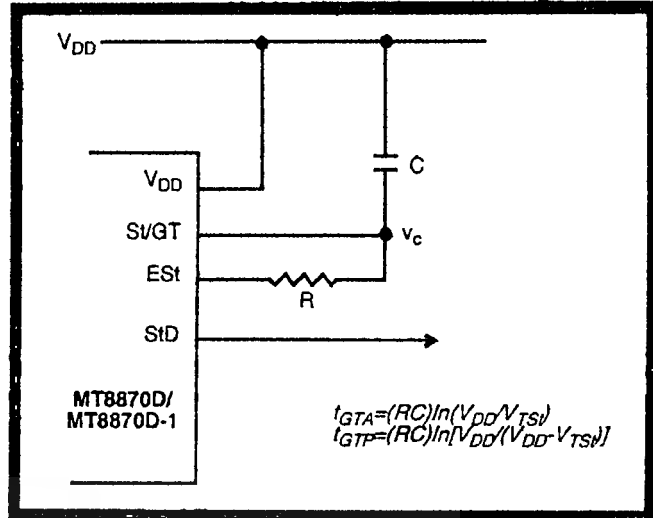 VDD
C
VDD
St/GT
vc
ESt
R
StD
MT8870D/
MT8870D-1
tGTA=(RC)ln(VDD/VTSt)
tGTP=(RC)ln[VDD/(VDD-VTSt)]